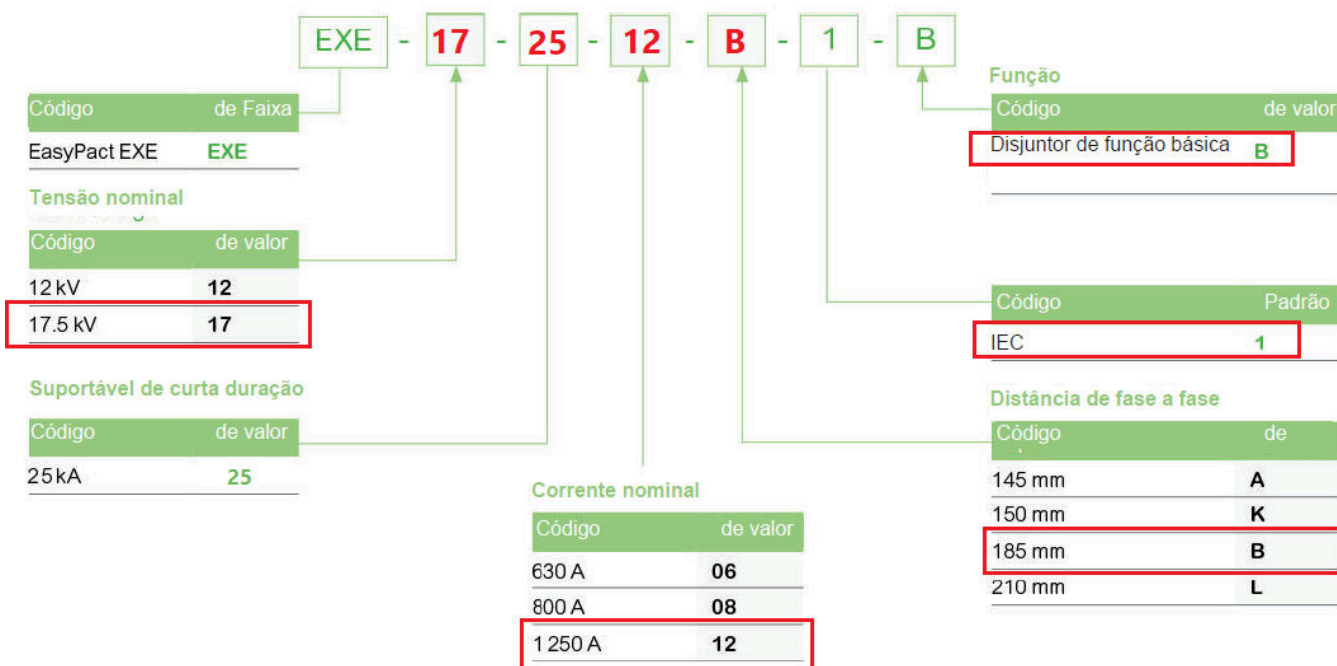 EXE - 17 - 25 - 12 - B - 1 - B
Código de Faixa
EasyPact EXE EXE
Tensão nominal
Código de valor
12 kV 12
17.5 kV 17
Suportável de curta duração
Código de valor
25 kA 25
Corrente nominal
Código de valor
630 A 06
800 A 08
1 250 A 12
Função
Código de valor
Disjuntor de função básica B
Código Padrão
IEC 1
Distância de fase a fase
Código de
145 mm A
150 mm K
185 mm B
210 mm L